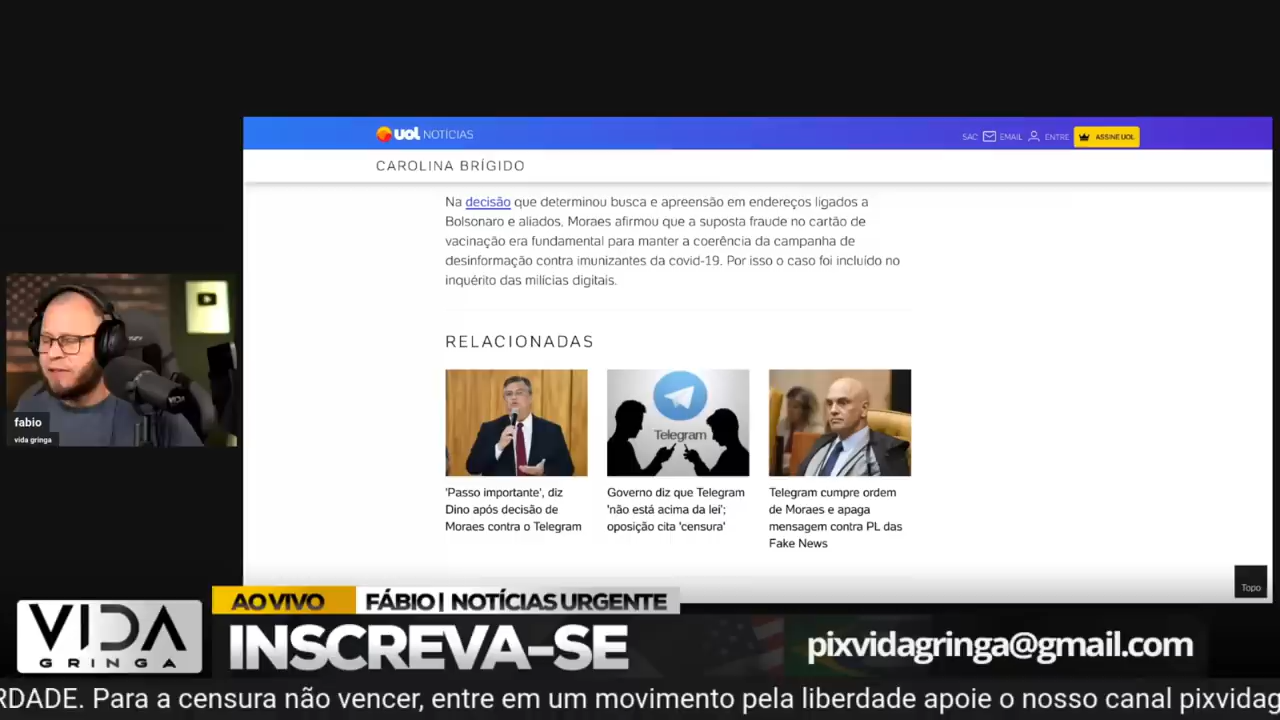 UOL NOTÍCIAS
SAC
EMAIL
ENTRE
ASSINE UOL
CAROLINA BRÍGIDO
Na decisão que determinou busca e apreensão em endereços ligados a
Bolsonaro e aliados, Moraes afirmou que a suposta fraude no cartão de
vacinação era fundamental para manter a coerência da campanha de
desinformação contra imunizantes da covid-19. Por isso o caso foi incluído no
inquérito das milícias digitais.
RELACIONADAS
Telegram
'Passo importante', diz
Dino após decisão de
Moraes contra o Telegram
Governo diz que Telegram
'não está acima da lei';
oposição cita 'censura'
Telegram cumpre ordem
de Moraes e apaga
mensagem contra PL das
Fake News
Topo
fabio
vida gringa
VIDA
GRINGA
AO VIVO
FÁBIO | NOTÍCIAS URGENTE
INSCREVA-SE
pixvidagringa@gmail.com
RDADE. Para a censura não vencer, entre em um movimento pela liberdade apoie o nosso canal pixvidag